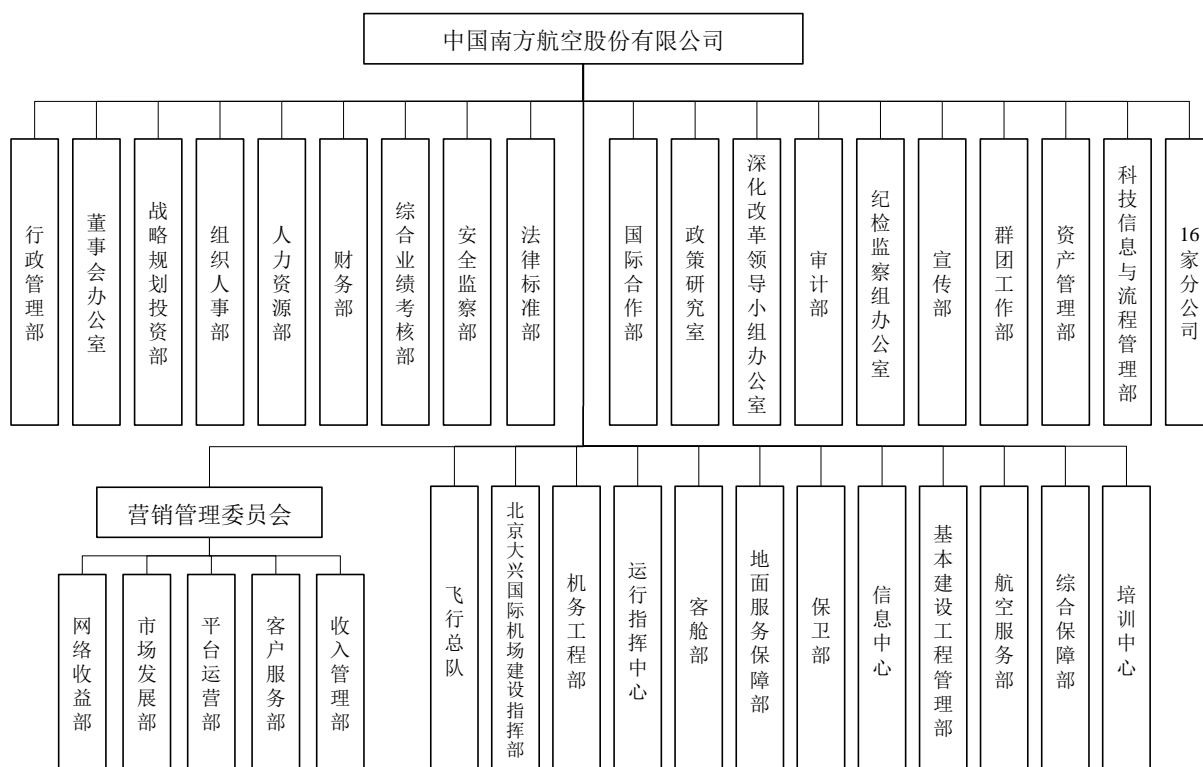 中国南方航空股份有限公司
行政管理部
董事会办公室
战略规划投资部
组织人事部
人力资源部
财务部
综合业绩考核部
安全监察部
法律标准部
国际合作部
政策研究室
深化改革领导小组办公室
审计部
纪检监察组办公室
宣传部
群团工作部
资产管理部
科技信息与流程管理部
16家分公司
营销管理委员会
网络收益部
市场发展部
平台运营部
客户服务部
收入管理部
飞行总队
北京大兴国际机场建设指挥部
机务工程部
运行指挥中心
客舱部
地面服务保障部
保卫部
信息中心
基本建设工程管理部
航空服务部
综合保障部
培训中心